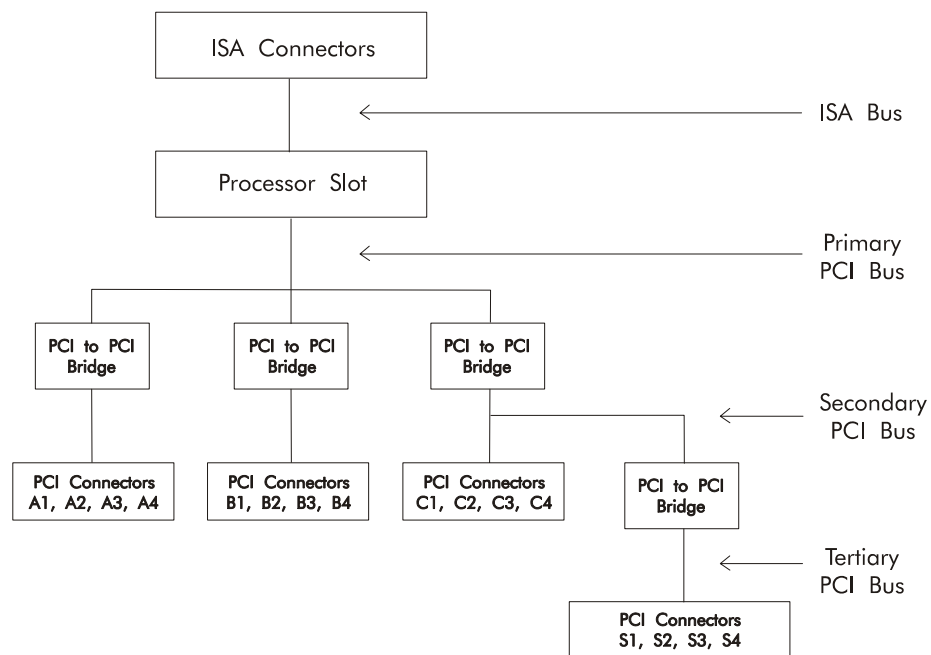 ISA Connectors
ISA Bus
Processor Slot
Primary
PCI Bus
PCI to PCI
Bridge
PCI to PCI
Bridge
PCI to PCI
Bridge
Secondary
PCI Bus
PCI Connectors
A1, A2, A3, A4
PCI Connectors
B1, B2, B3, B4
PCI Connectors
C1, C2, C3, C4
PCI to PCI
Bridge
Tertiary
PCI Bus
PCI Connectors
S1, S2, S3, S4